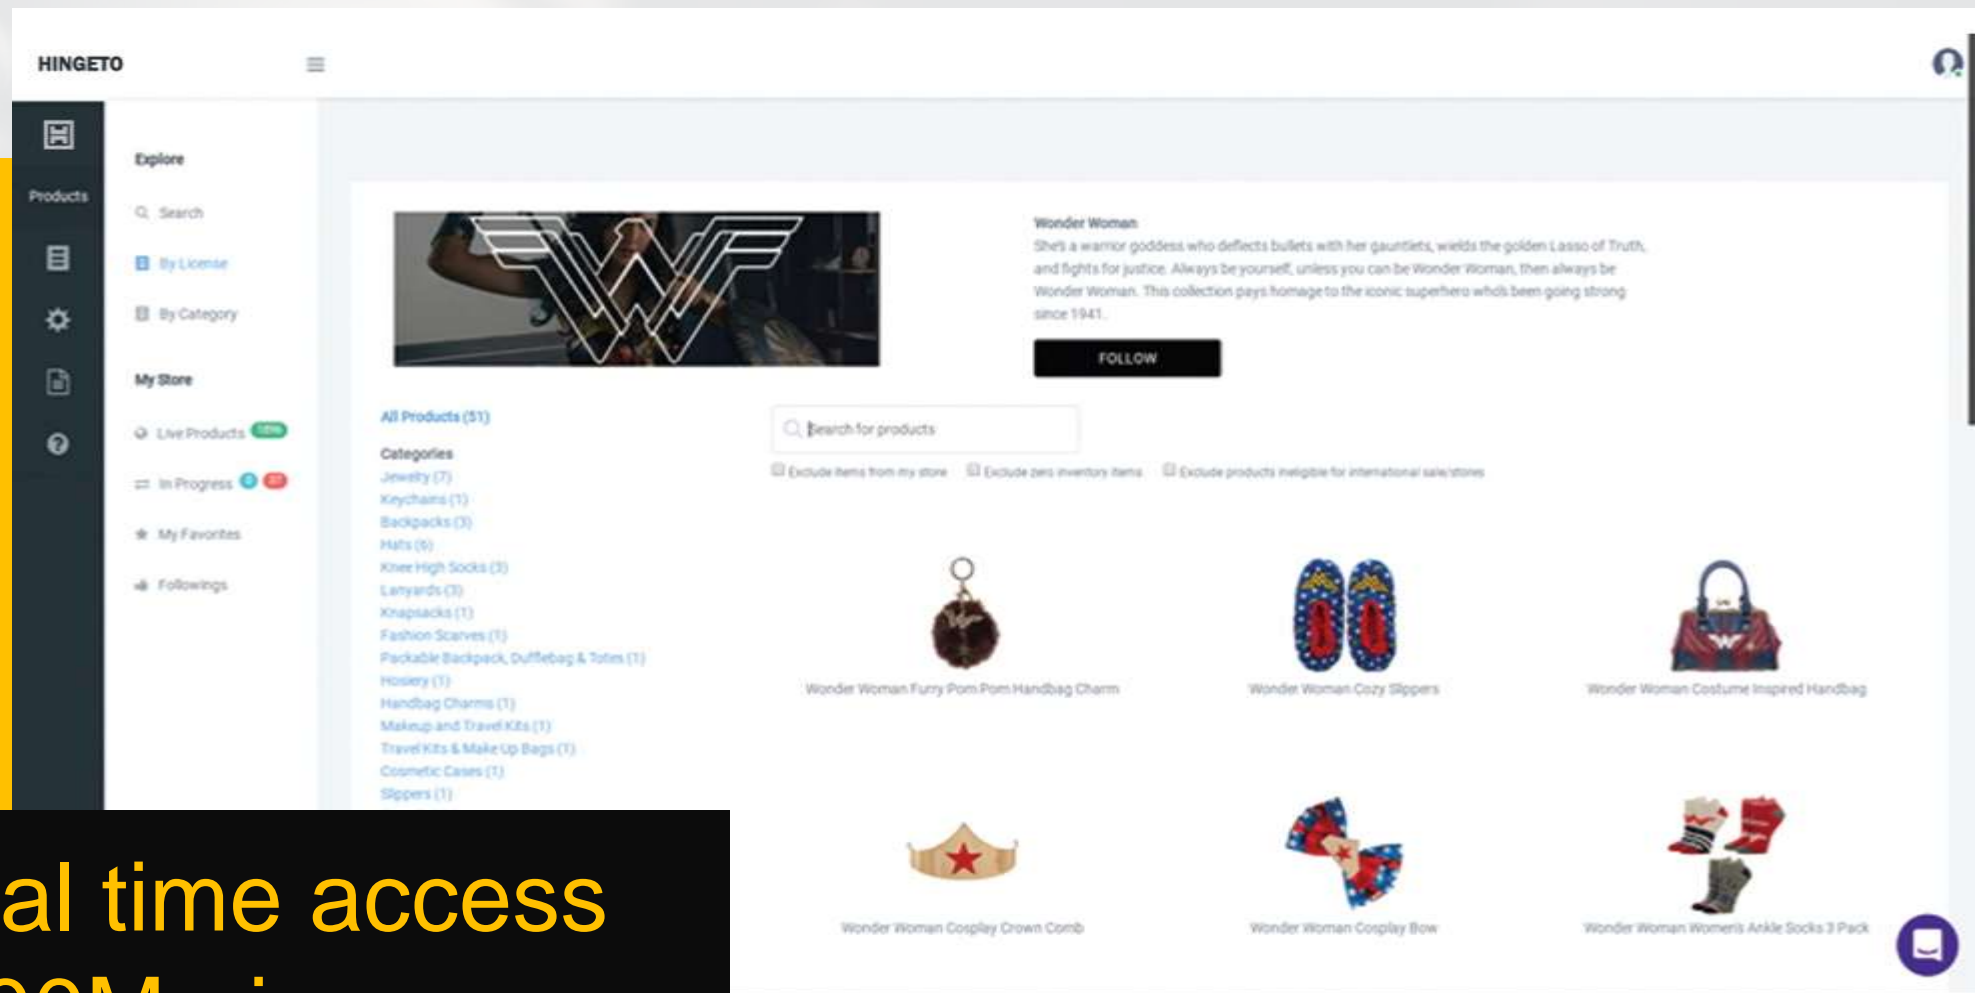 HINGETO
Products
Explore
Search
By License
By Category
My Store
Live Products
In Progress
My Favorites
Followings
Wonder Woman
She's a warrior goddess who deflects bullets with her gauntlets, wields the golden Lasso of Truth,
and fights for justice. Always be yourself, unless you can be Wonder Woman, then always be
Wonder Woman. This collection pays homage to the iconic superhero who's been going strong
since 1941.
FOLLOW
All Products (51)
Categories
Jewelry (7)
Keychains (1)
Backpacks (3)
Hats (6)
Knee High Socks (3)
Lanyards (3)
Knapsacks (1)
Fashion Scarves (1)
Packable Backpack, Dufflebag & Totes (1)
Hosiery (1)
Handbag Charms (1)
Makeup and Travel Kits (1)
Travel Kits & Make Up Bags (1)
Cosmetic Cases (1)
Slippers (1)
Search for products
Exclude items from my store Exclude zero inventory items Exclude products ineligible for international sale/stores
Wonder Woman Furry Pom Pom Handbag Charm
Wonder Woman Cozy Slippers
Wonder Woman Costume Inspired Handbag
Wonder Woman Cosplay Crown Comb
Wonder Woman Cosplay Bow
Wonder Woman Women's Ankle Socks 3 Pack
al time access